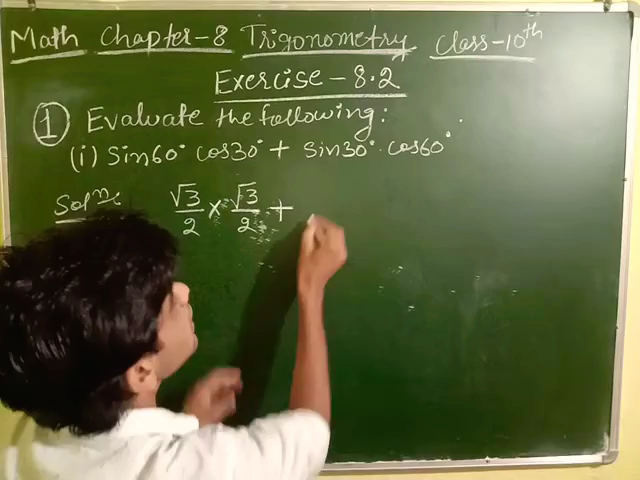 Math Chapter-8 Trigonometry Class-10th
Exercise - 8.2
① Evaluate the following:
(i) Sin60° cos30° + Sin30°. cos60°
Solnx √3/2 × √3/2 +